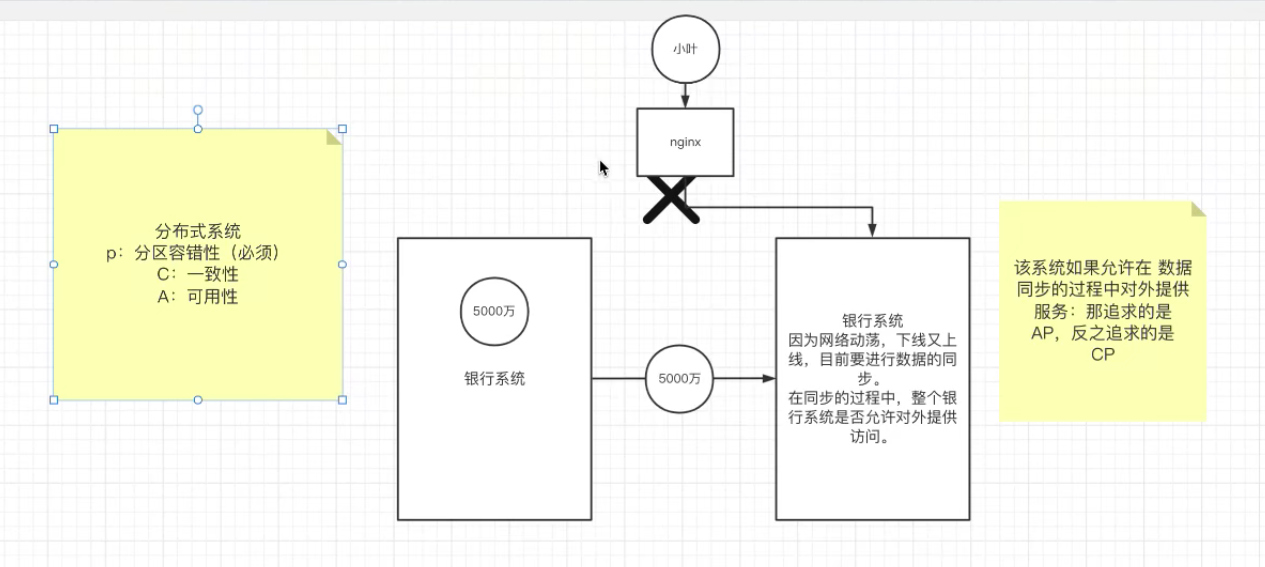 小叶
nginx
分布式系统
p：分区容错性（必须）
C：一致性
A：可用性
5000万
银行系统
5000万
银行系统
因为网络动荡，下线又上
线，目前要进行数据的同
步。
在同步的过程中，整个银
行系统是否允许对外提供
访问。
该系统如果允许在 数据
同步的过程中对外提供
服务：那追求的是
AP，反之追求的是
CP